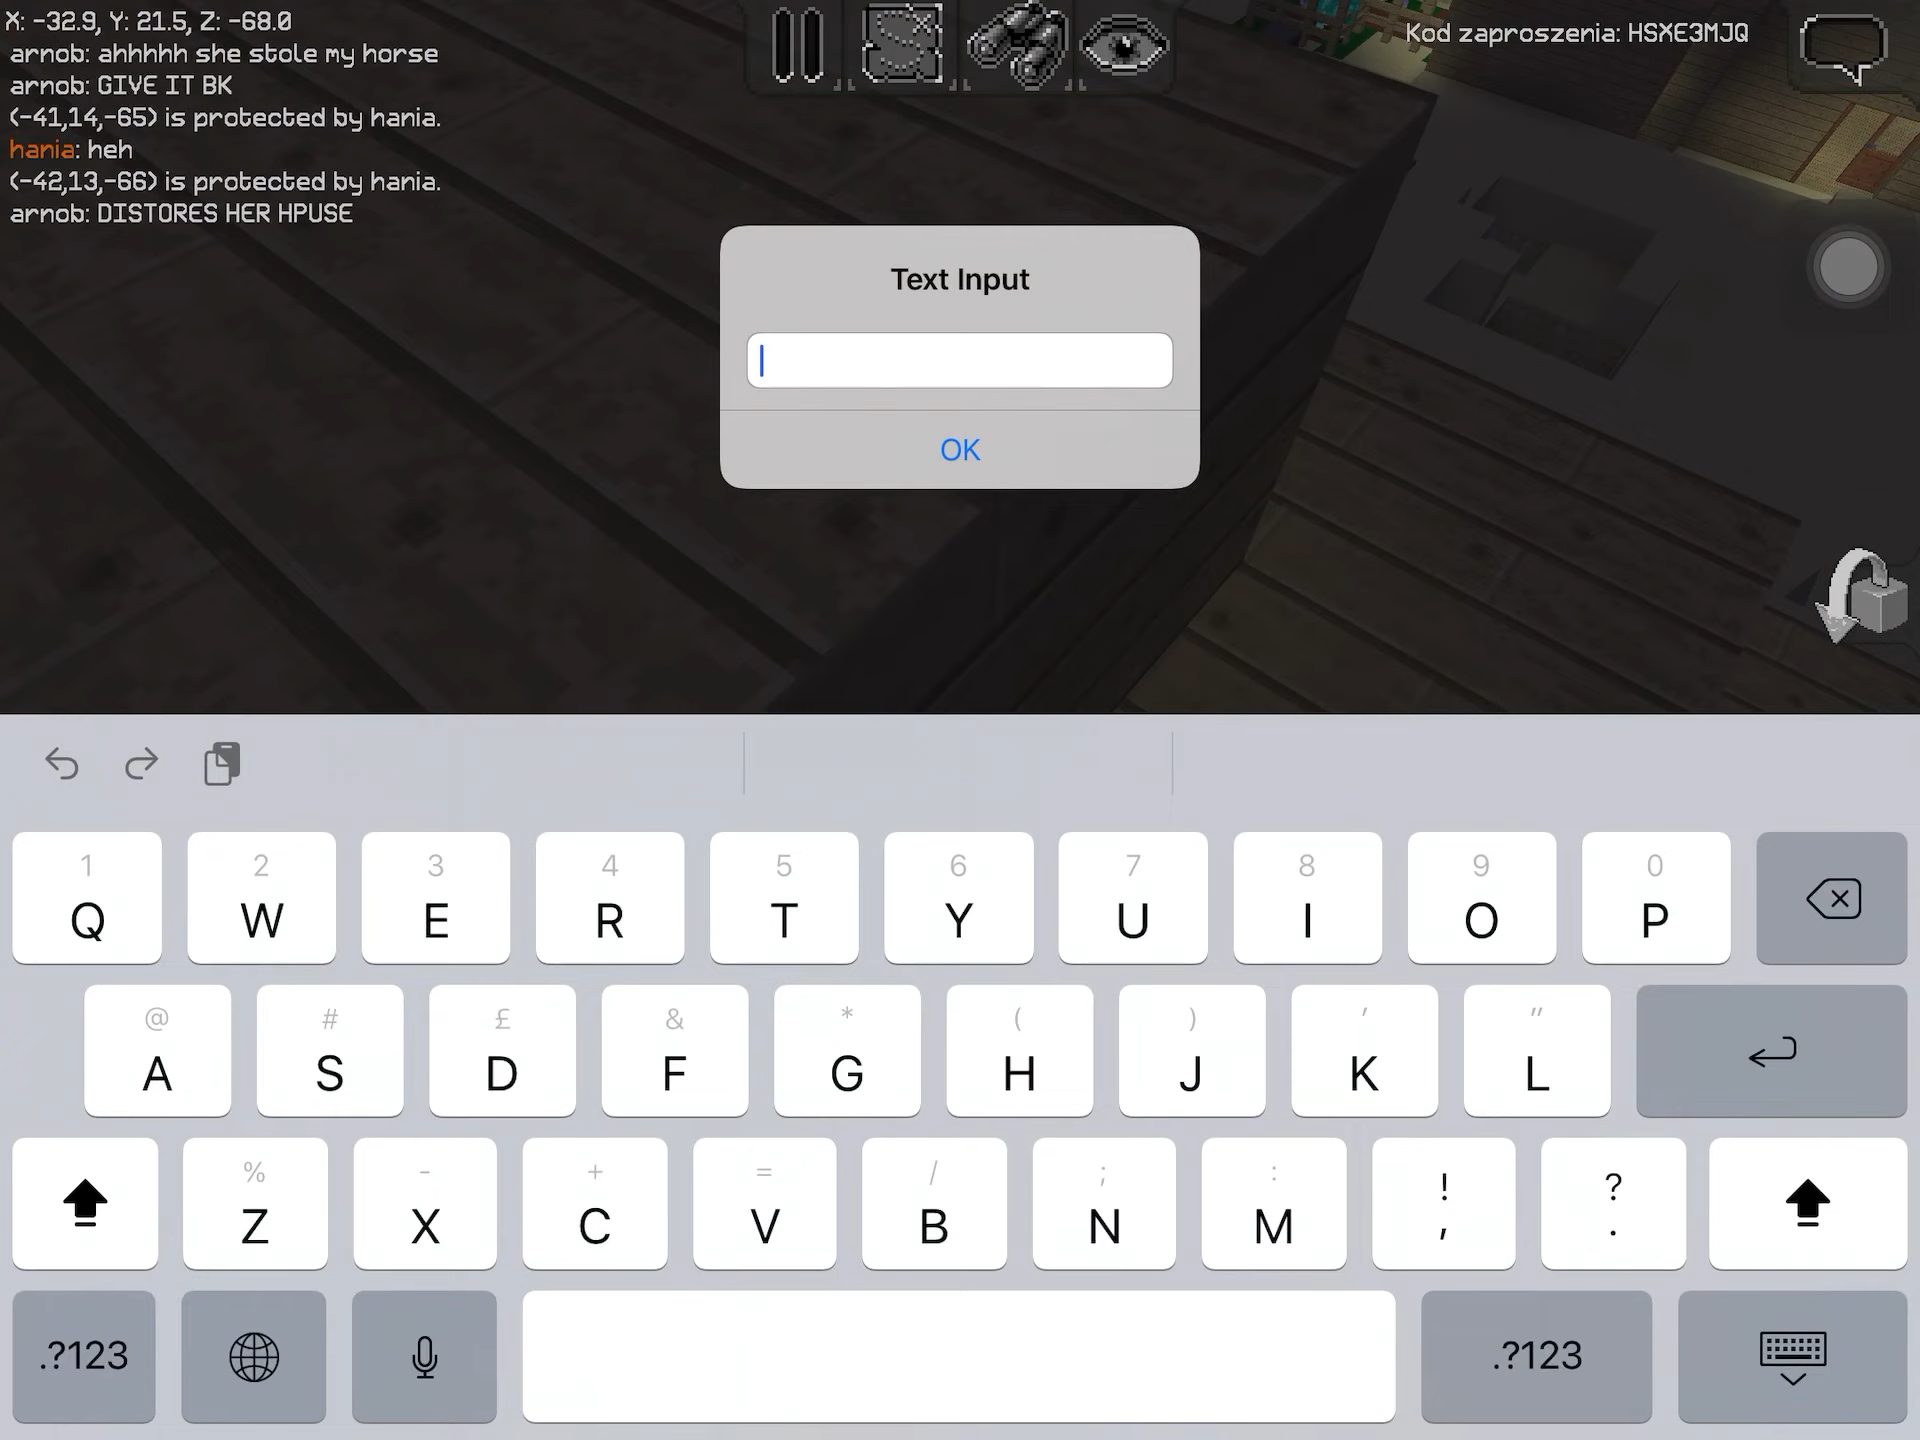 X: -32.9, Y: 21.5, Z: -68.0
arnob: ahhhhh she stole my horse
arnob: GIVE IT BK
(-41,14,-65) is protected by hania.
hania: heh
(-42,13,-66) is protected by hania.
arnob: DISTORES HER HPUSE
Kod zaproszenia: HSXE3MJQ
Text Input
OK
1 2 3 4 5 6 7 8 9 0
Q W E R T Y U I O P
@ # £ & * ( ) ' "
A S D F G H J K L
% - + = / ; : ! ?
Z X C V B N M , .
.?123 .?123